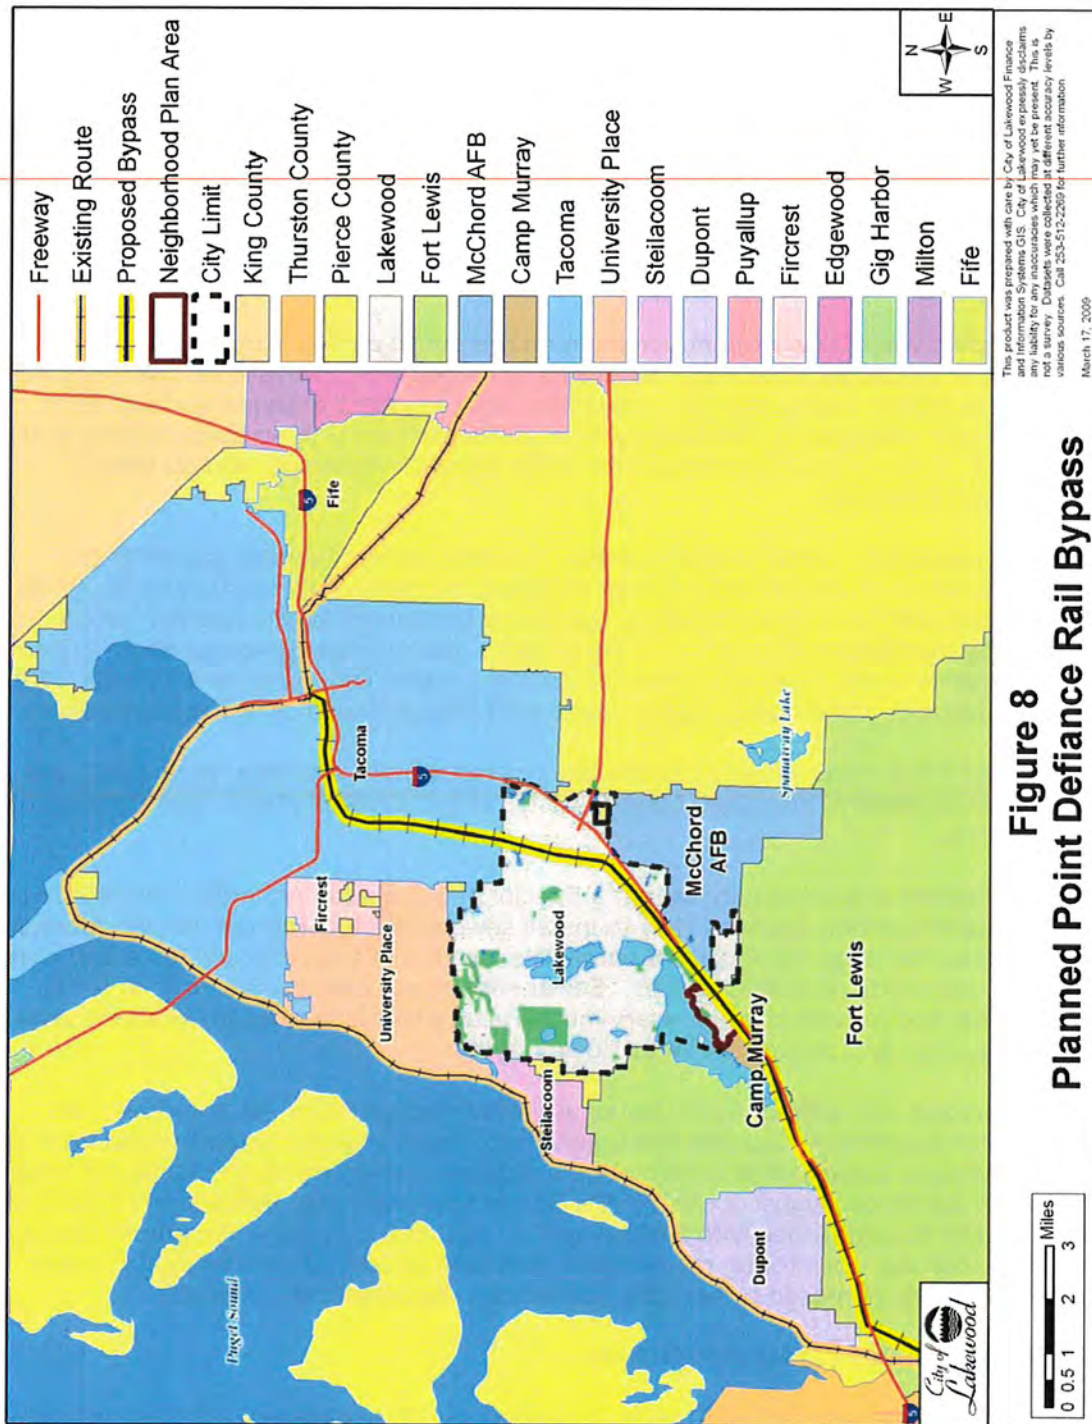 Freeway
Existing Route
Proposed Bypass
Neighborhood Plan Area
City Limit
King County
Thurston County
Pierce County
Lakewood
Fort Lewis
McChord AFB
Camp Murray
Tacoma
University Place
Steilacoom
Dupont
Puyallup
Fircrest
Edgewood
Gig Harbor
Milton
Fife
N
W
E
S
Puget Sound
Fife
5
Tacoma
5
Fircrest
University Place
Lakewood
Steilacoom
McChord
AFB
Spanaway Lake
Camp Murray
Fort Lewis
Dupont
5
City of
Lakewood
0 0.5 1 2 3
Miles
Figure 8
Planned Point Defiance Rail Bypass
This product was prepared with care by City of Lakewood Finance
and Information Systems GIS. City of Lakewood expressly disclaims
any liability for any inaccuracies which may yet be present. This is
not a survey. Datasets were collected at different accuracy levels by
various sources. Call 253-512-2269 for further information.
March 17, 2009